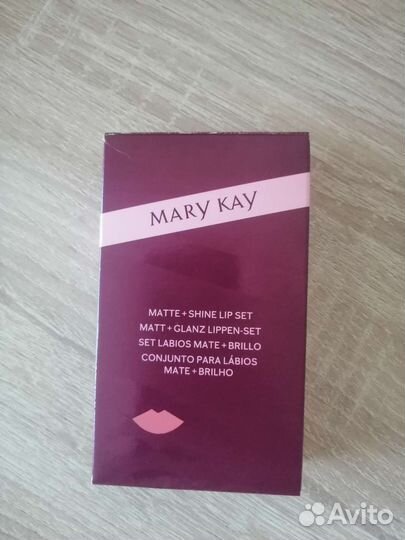 MARY KAY
MATTE + SHINE LIP SET
MATT + GLANZ LIPPEN-SET
SET LABIOS MATE + BRILLO
CONJUNTO PARA LÁBIOS
MATE + BRILHO
Avito